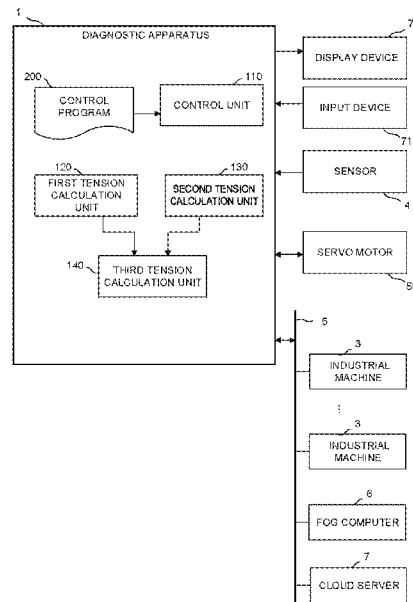 1
DIAGNOSTIC APPARATUS
200
CONTROL
PROGRAM
110
CONTROL UNIT
120
FIRST TENSION
CALCULATION
UNIT
130
SECOND TENSION
CALCULATION UNIT
140
THIRD TENSION
CALCULATION UNIT
DISPLAY DEVICE
INPUT DEVICE
71
SENSOR
4
SERVO MOTOR
5
3
INDUSTRIAL
MACHINE
3
INDUSTRIAL
MACHINE
6
FOG COMPUTER
7
CLOUD SERVER